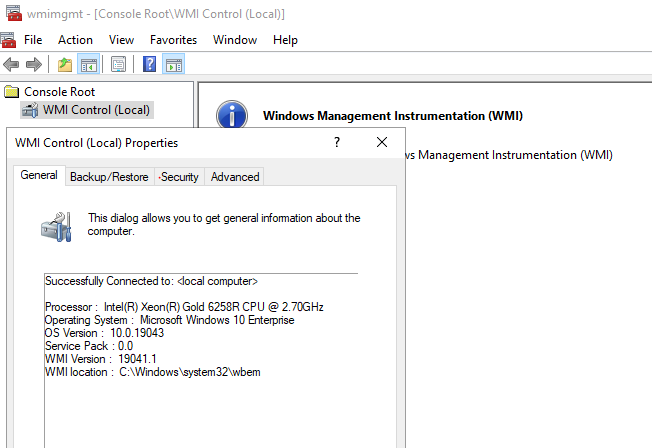 wmimgmt - [Console Root\WMI Control (Local)]
File Action View Favorites Window Help
Console Root
WMI Control (Local)
Windows Management Instrumentation (WMI)
ws Management Instrumentation (WMI)
WMI Control (Local) Properties
General Backup/Restore Security Advanced
This dialog allows you to get general information about the
computer.
Successfully Connected to: <local computer>
Processor : Intel(R) Xeon(R) Gold 6258R CPU @ 2.70GHz
Operating System : Microsoft Windows 10 Enterprise
OS Version : 10.0.19043
Service Pack : 0.0
WMI Version : 19041.1
WMI location : C:\Windows\system32\wbem